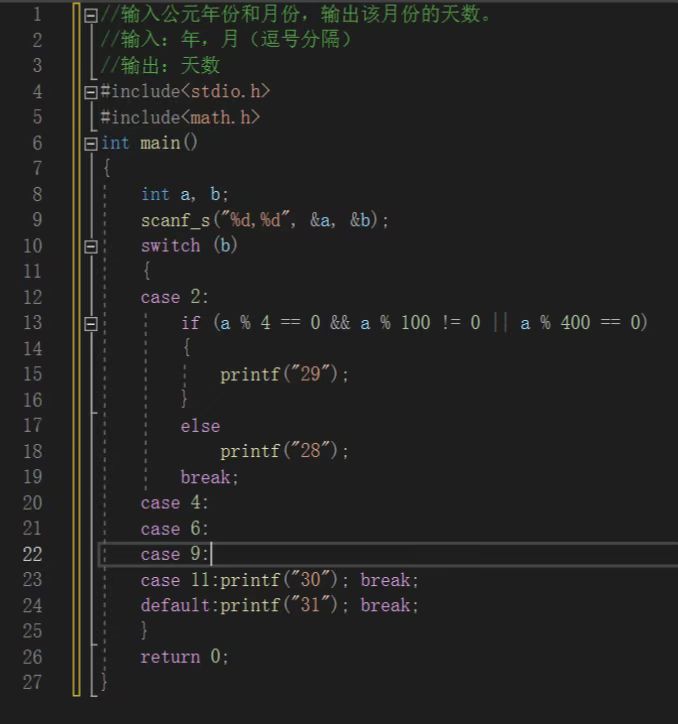 1 //输入公元年份和月份，输出该月份的天数。
2 //输入：年，月（逗号分隔）
3 //输出：天数
4 #include<stdio.h>
5 #include<math.h>
6 int main()
7 {
8 int a, b;
9 scanf_s("%d,%d", &a, &b);
10 switch (b)
11 {
12 case 2:
13 if (a % 4 == 0 && a % 100 != 0 || a % 400 == 0)
14 {
15 printf("29");
16 }
17 else
18 printf("28");
19 break;
20 case 4:
21 case 6:
22 case 9:
23 case 11:printf("30"); break;
24 default:printf("31"); break;
25 }
26 return 0;
27 }